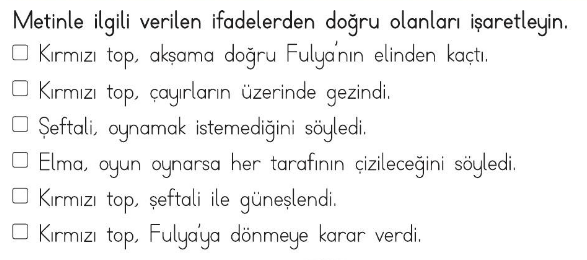 Metinle ilgili verilen ifadelerden doğru olanları işaretleyin.
☐ Kırmızı top, akşama doğru Fulya'nın elinden kaçtı.
☐ Kırmızı top, çayırların üzerinde gezindi.
☐ Şeftali, oynamak istemediğini söyledi.
☐ Elma, oyun oynarsa her tarafının çizileceğini söyledi.
☐ Kırmızı top, şeftali ile güneşlendi.
☐ Kırmızı top, Fulya'ya dönmeye karar verdi.